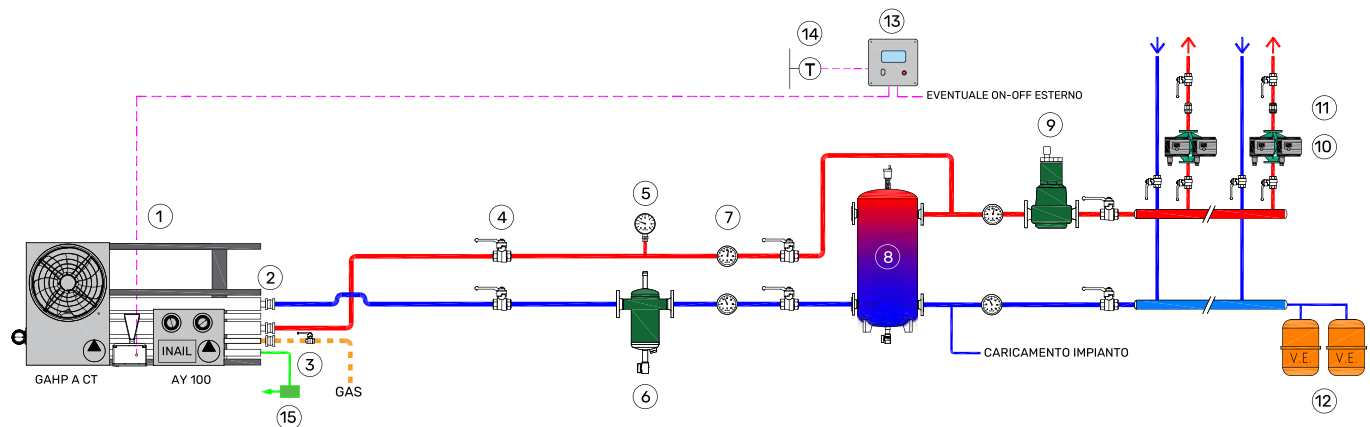 14
13
T
EVENTUALE ON-OFF ESTERNO
9
11
10
1
4
5
7
2
8
INAIL
3
GAHP A CT
AY 100
GAS
15
6
CARICAMENTO IMPIANTO
V.E.
V.E.
12